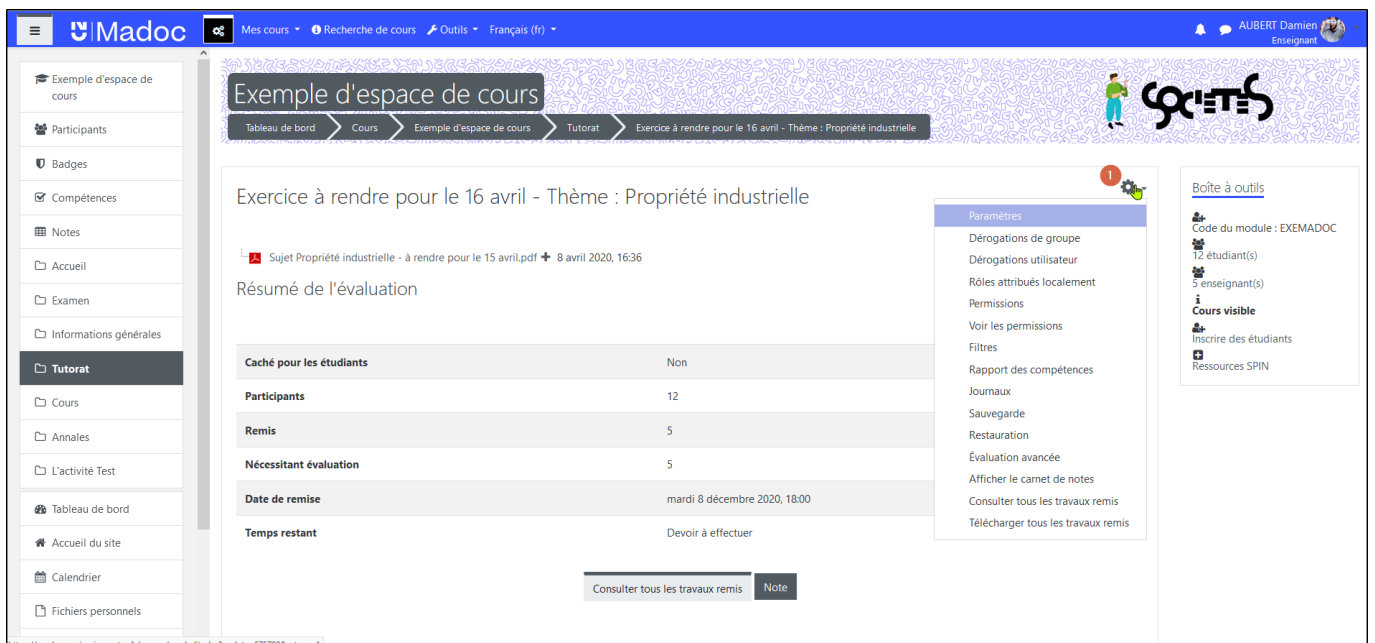 Madoc
Mes cours
Recherche de cours
Outils
Français (fr)
AUBERT Damien
Enseignant
Exemple d'espace de
cours
Participants
Badges
Compétences
Notes
Accueil
Examen
Informations générales
Tutorat
Cours
Annales
L'activité Test
Tableau de bord
Accueil du site
Calendrier
Fichiers personnels
Exemple d'espace de cours
Tableau de bord
Cours
Exemple d'espace de cours
Tutorat
Exercice à rendre pour le 16 avril - Thème : Propriété industrielle
SOCIETES
Exercice à rendre pour le 16 avril - Thème : Propriété industrielle
1
Sujet Propriété industrielle - à rendre pour le 15 avril.pdf 8 avril 2020, 16:36
Résumé de l'évaluation
Caché pour les étudiants Non
Participants 12
Remis 5
Nécessitant évaluation 5
Date de remise mardi 8 décembre 2020, 18:00
Temps restant Devoir à effectuer
Consulter tous les travaux remis
Note
Paramètres
Dérogations de groupe
Dérogations utilisateur
Rôles attribués localement
Permissions
Voir les permissions
Filtres
Rapport des compétences
Journaux
Sauvegarde
Restauration
Évaluation avancée
Afficher le carnet de notes
Consulter tous les travaux remis
Télécharger tous les travaux remis
Boîte à outils
Code du module : EXEMADOC
12 étudiant(s)
5 enseignant(s)
Cours visible
Inscrire des étudiants
Ressources SPIN